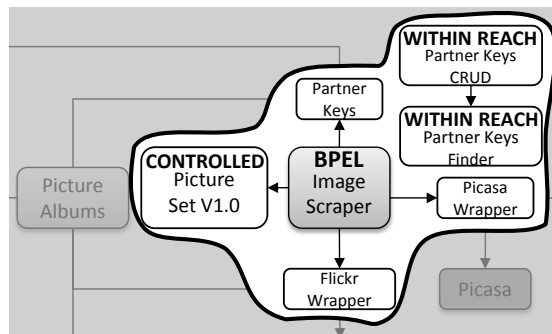 WITHIN REACH
Partner Keys
CRUD
Partner
Keys
WITHIN REACH
Partner Keys
Finder
CONTROLLED
Picture
Set V1.0
BPEL
Image
Scraper
Picture
Albums
Picasa
Wrapper
Flickr
Wrapper
Picasa